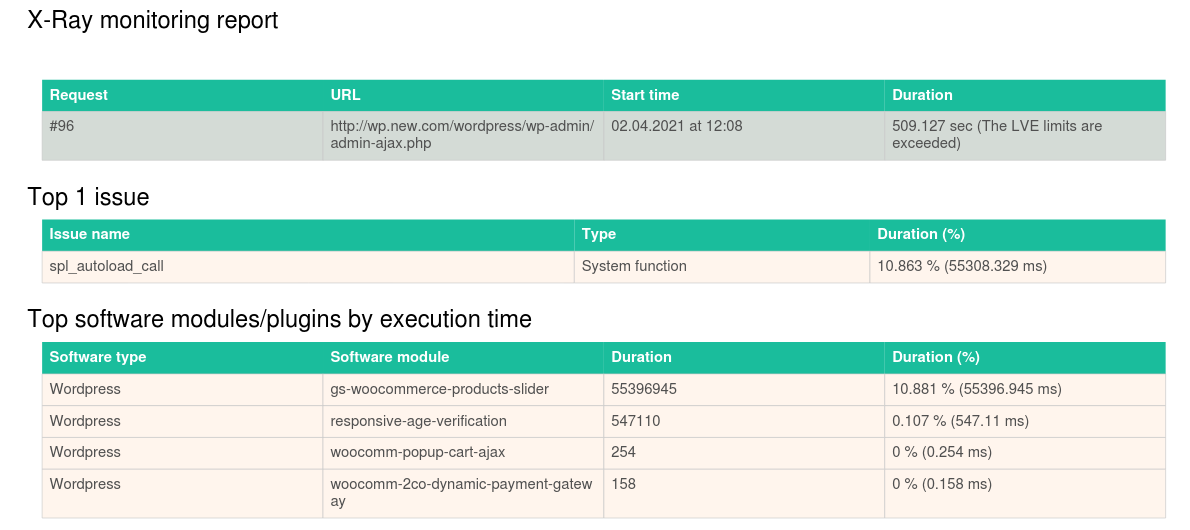 X-Ray monitoring report
Request URL Start time Duration
#96 http://wp.new.com/wordpress/wp-admin/ 02.04.2021 at 12:08 509.127 sec (The LVE limits are
admin-ajax.php exceeded)
Top 1 issue
Issue name Type Duration (%)
spl_autoload_call System function 10.863 % (55308.329 ms)
Top software modules/plugins by execution time
Software type Software module Duration Duration (%)
Wordpress gs-woocommerce-products-slider 55396945 10.881 % (55396.945 ms)
Wordpress responsive-age-verification 547110 0.107 % (547.11 ms)
Wordpress woocomm-popup-cart-ajax 254 0 % (0.254 ms)
Wordpress woocomm-2co-dynamic-payment-gatew 158 0 % (0.158 ms)
ay